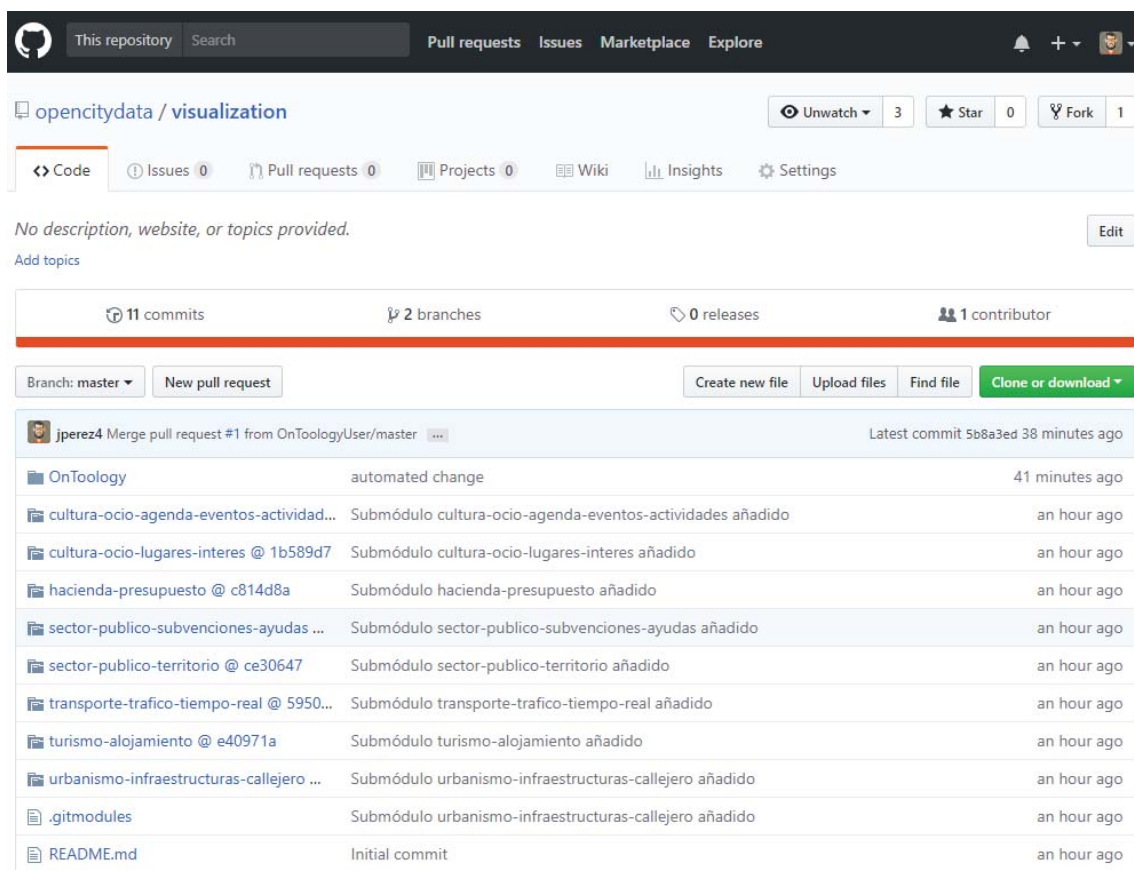 This repository Search Pull requests Issues Marketplace Explore
opencitydata / visualization Unwatch 3 Star 0 Fork 1
Code Issues 0 Pull requests 0 Projects 0 Wiki Insights Settings
No description, website, or topics provided. Edit
Add topics
11 commits 2 branches 0 releases 1 contributor
Branch: master New pull request Create new file Upload files Find file Clone or download
jperez4 Merge pull request #1 from OnToologyUser/master ... Latest commit 5b8a3ed 38 minutes ago
OnToology automated change 41 minutes ago
cultura-ocio-agenda-eventos-actividad... Submódulo cultura-ocio-agenda-eventos-actividades añadido an hour ago
cultura-ocio-lugares-interes @ 1b589d7 Submódulo cultura-ocio-lugares-interes añadido an hour ago
hacienda-presupuesto @ c814d8a Submódulo hacienda-presupuesto añadido an hour ago
sector-publico-subvenciones-ayudas ... Submódulo sector-publico-subvenciones-ayudas añadido an hour ago
sector-publico-territorio @ ce30647 Submódulo sector-publico-territorio añadido an hour ago
transporte-trafico-tiempo-real @ 5950... Submódulo transporte-trafico-tiempo-real añadido an hour ago
turismo-alojamiento @ e40971a Submódulo turismo-alojamiento añadido an hour ago
urbanismo-infraestructuras-callejero ... Submódulo urbanismo-infraestructuras-callejero añadido an hour ago
.gitmodules Submódulo urbanismo-infraestructuras-callejero añadido an hour ago
README.md Initial commit an hour ago